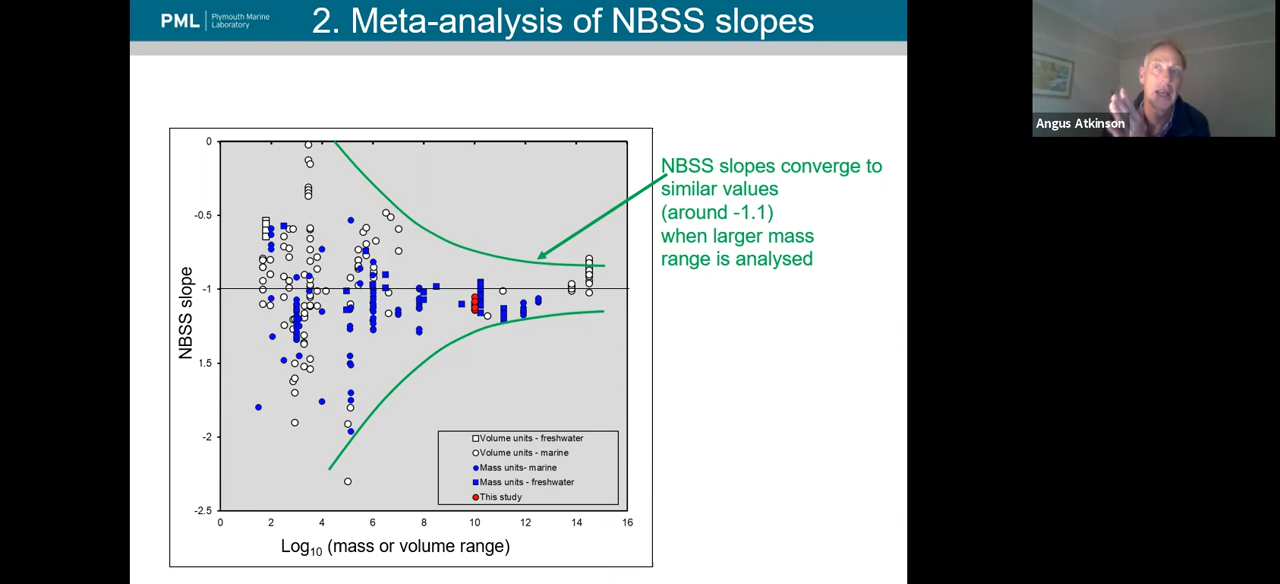 PML | Plymouth Marine
Laboratory
2. Meta-analysis of NBSS slopes
Angus Atkinson
NBSS slopes converge to
similar values
(around -1.1)
when larger mass
range is analysed
NBSS slope
0
-0.5
-1
1.5
-2
-2.5
Volume units - freshwater
Volume units - marine
Mass units- marine
Mass units - freshwater
This study
0 2 4 6 8 10 12 14 16
Log10 (mass or volume range)